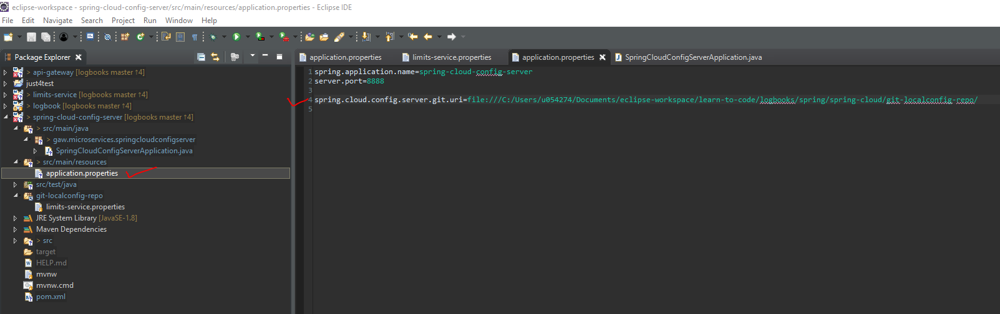 eclipse-workspace - spring-cloud-config-server/src/main/resources/application.properties - Eclipse IDE
File Edit Navigate Search Project Run Window Help
Package Explorer
> api-gateway [logbooks master ↑4]
just4test
> limits-service [logbooks master ↑4]
> logbook [logbooks master ↑4]
> spring-cloud-config-server [logbooks master ↑4]
> src/main/java
> gaw.microservices.springcloudconfigserver
SpringCloudConfigServerApplication.java
> src/main/resources
application.properties
src/test/java
git-localconfig-repo
limits-service.properties
JRE System Library [JavaSE-1.8]
Maven Dependencies
> src
target
HELP.md
mvnw
mvnw.cmd
pom.xml
application.properties limits-service.properties application.properties SpringCloudConfigServerApplication.java
1 spring.application.name=spring-cloud-config-server
2 server.port=8888
3
4 spring.cloud.config.server.git.uri=file:///C:/Users/u054274/Documents/eclipse-workspace/learn-to-code/logbooks/spring/spring-cloud/git-localconfig-repo/
5